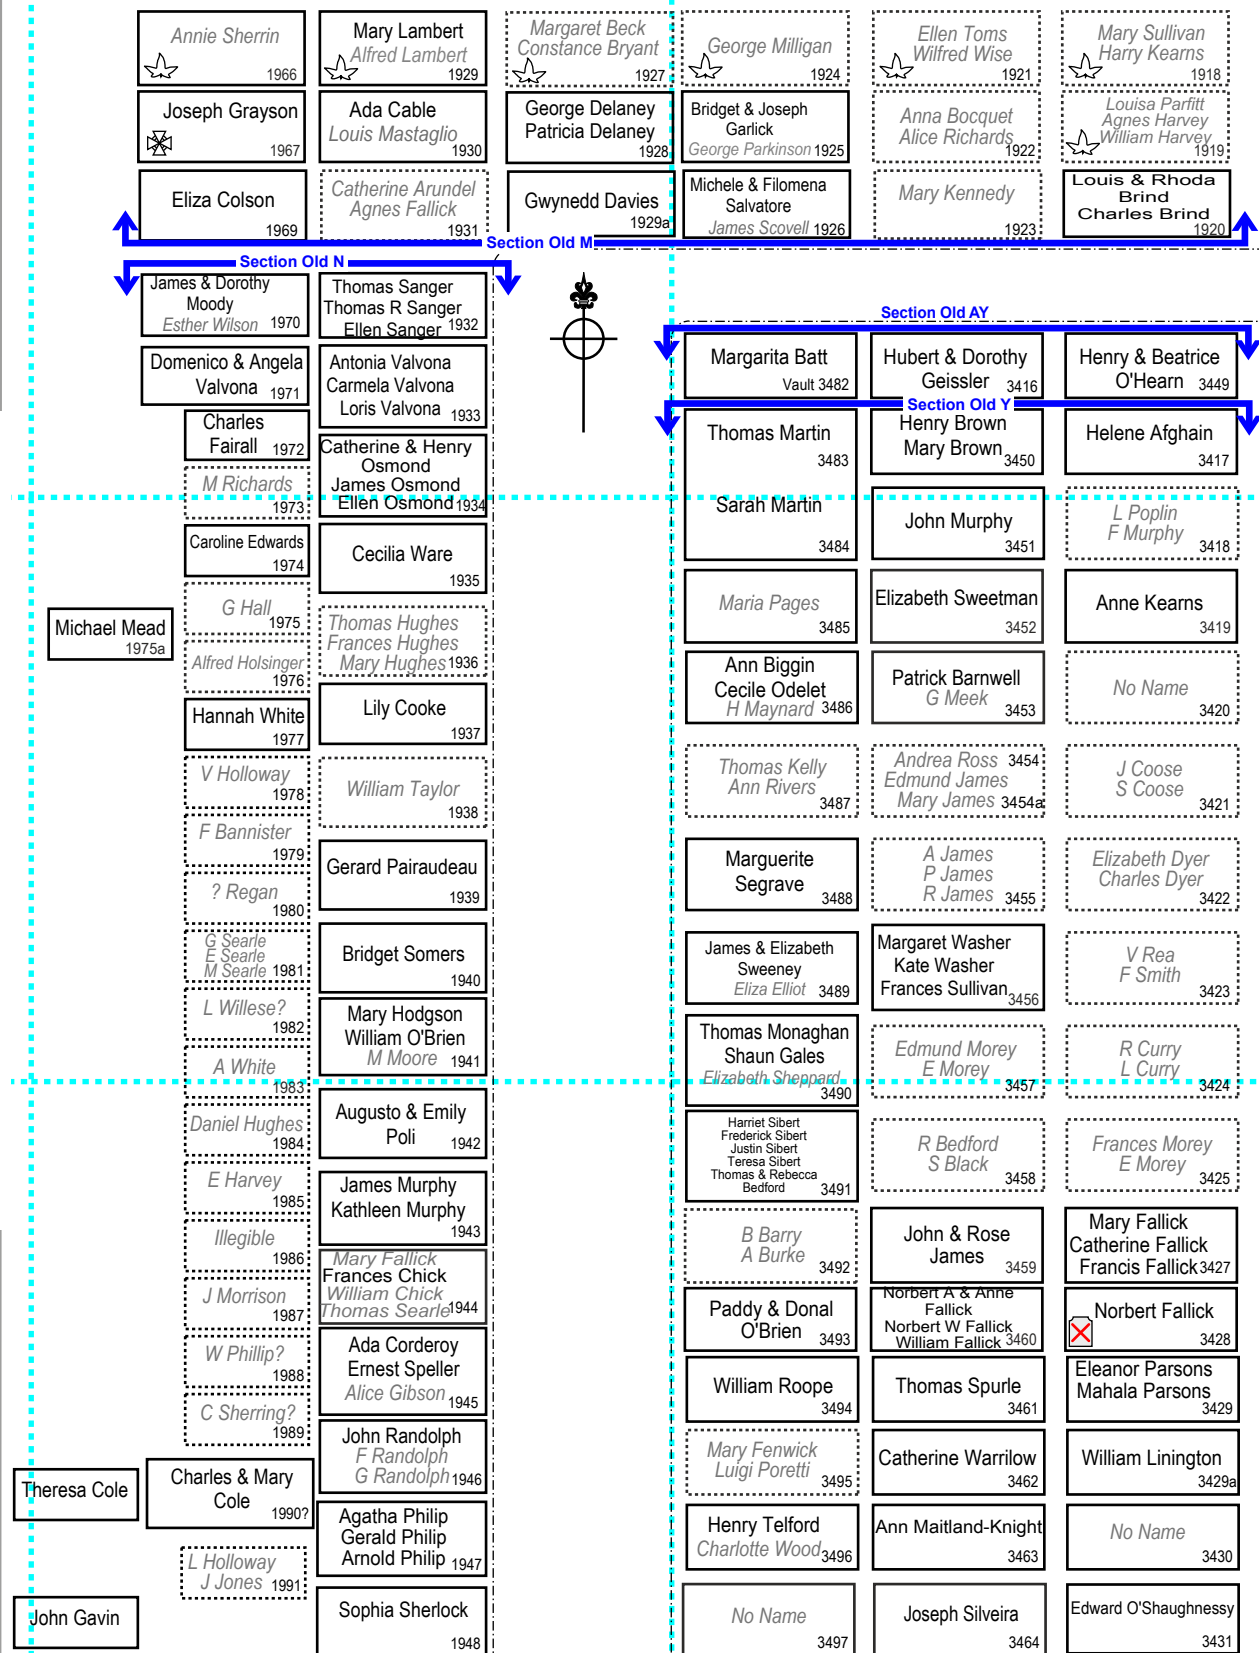 Annie Sherrin
1966
Mary Lambert
Alfred Lambert
1929
Margaret Beck
Constance Bryant
1927
George Milligan
1924
Ellen Toms
Wilfred Wise
1921
Mary Sullivan
Harry Kearns
1918
Joseph Grayson
1967
Ada Cable
Louis Mastaglio
1930
George Delaney
Patricia Delaney
1928
Bridget & Joseph
Garlick
George Parkinson 1925
Anna Bocquet
Alice Richards
1922
Louisa Parfitt
Agnes Harvey
William Harvey
1919
Eliza Colson
1969
Catherine Arundel
Agnes Fallick
1931
Gwynedd Davies
1929a
Michele & Filomena
Salvatore
James Scovell 1926
Mary Kennedy
1923
Louis & Rhoda
Brind
Charles Brind
1920
Section Old M
Section Old N
James & Dorothy
Moody
Esther Wilson 1970
Thomas Sanger
Thomas R Sanger
Ellen Sanger 1932
Domenico & Angela
Valvona 1971
Antonia Valvona
Carmela Valvona
Loris Valvona 1933
Charles
Fairall 1972
Catherine & Henry
Osmond
James Osmond
Ellen Osmond 1934
M Richards
1973
Caroline Edwards
1974
Cecilia Ware
1935
G Hall
1975
Michael Mead
1975a
Thomas Hughes
Frances Hughes
Mary Hughes 1936
Alfred Holsinger
1976
Hannah White
1977
Lily Cooke
1937
V Holloway
1978
William Taylor
1938
F Bannister
1979
Gerard Pairaudeau
1939
? Regan
1980
G Searle
E Searle
M Searle 1981
Bridget Somers
1940
L Willese?
1982
Mary Hodgson
William O'Brien
M Moore 1941
A White
1983
Daniel Hughes
1984
Augusto & Emily
Poli 1942
E Harvey
1985
James Murphy
Kathleen Murphy
1943
Illegible
1986
Mary Fallick
Frances Chick
William Chick
Thomas Searle 1944
J Morrison
1987
W Phillip?
1988
Ada Corderoy
Ernest Speller
Alice Gibson 1945
C Sherring?
1989
John Randolph
F Randolph
G Randolph 1946
Theresa Cole
Charles & Mary
Cole
1990?
Agatha Philip
Gerald Philip
Arnold Philip 1947
L Holloway
J Jones 1991
John Gavin
Sophia Sherlock
1948
Section Old AY
Margarita Batt
Vault 3482
Hubert & Dorothy
Geissler 3416
Henry & Beatrice
O'Hearn 3449
Section Old Y
Thomas Martin
3483
Henry Brown
Mary Brown 3450
Helene Afghain
3417
Sarah Martin
3484
John Murphy
3451
L Poplin
F Murphy
3418
Maria Pages
3485
Elizabeth Sweetman
3452
Anne Kearns
3419
Ann Biggin
Cecile Odelet
H Maynard 3486
Patrick Barnwell
G Meek
3453
No Name
3420
Thomas Kelly
Ann Rivers
3487
Andrea Ross 3454
Edmund James
Mary James 3454a
J Coose
S Coose
3421
Marguerite
Segrave
3488
A James
P James
R James 3455
Elizabeth Dyer
Charles Dyer
3422
James & Elizabeth
Sweeney
Eliza Elliot 3489
Margaret Washer
Kate Washer
Frances Sullivan 3456
V Rea
F Smith
3423
Thomas Monaghan
Shaun Gales
Elizabeth Sheppard
3490
Edmund Morey
E Morey
3457
R Curry
L Curry
3424
Harriet Sibert
Frederick Sibert
Justin Sibert
Teresa Sibert
Thomas & Rebecca
Bedford 3491
R Bedford
S Black
3458
Frances Morey
E Morey
3425
B Barry
A Burke
3492
John & Rose
James
3459
Mary Fallick
Catherine Fallick
Francis Fallick 3427
Paddy & Donal
O'Brien 3493
Norbert A & Anne
Fallick
Norbert W Fallick
William Fallick 3460
Norbert Fallick
3428
William Roope
3494
Thomas Spurle
3461
Eleanor Parsons
Mahala Parsons
3429
Mary Fenwick
Luigi Poretti
3495
Catherine Warrilow
3462
William Linington
3429a
Henry Telford
Charlotte Wood 3496
Ann Maitland-Knight
3463
No Name
3430
No Name
3497
Joseph Silveira
3464
Edward O'Shaughnessy
3431